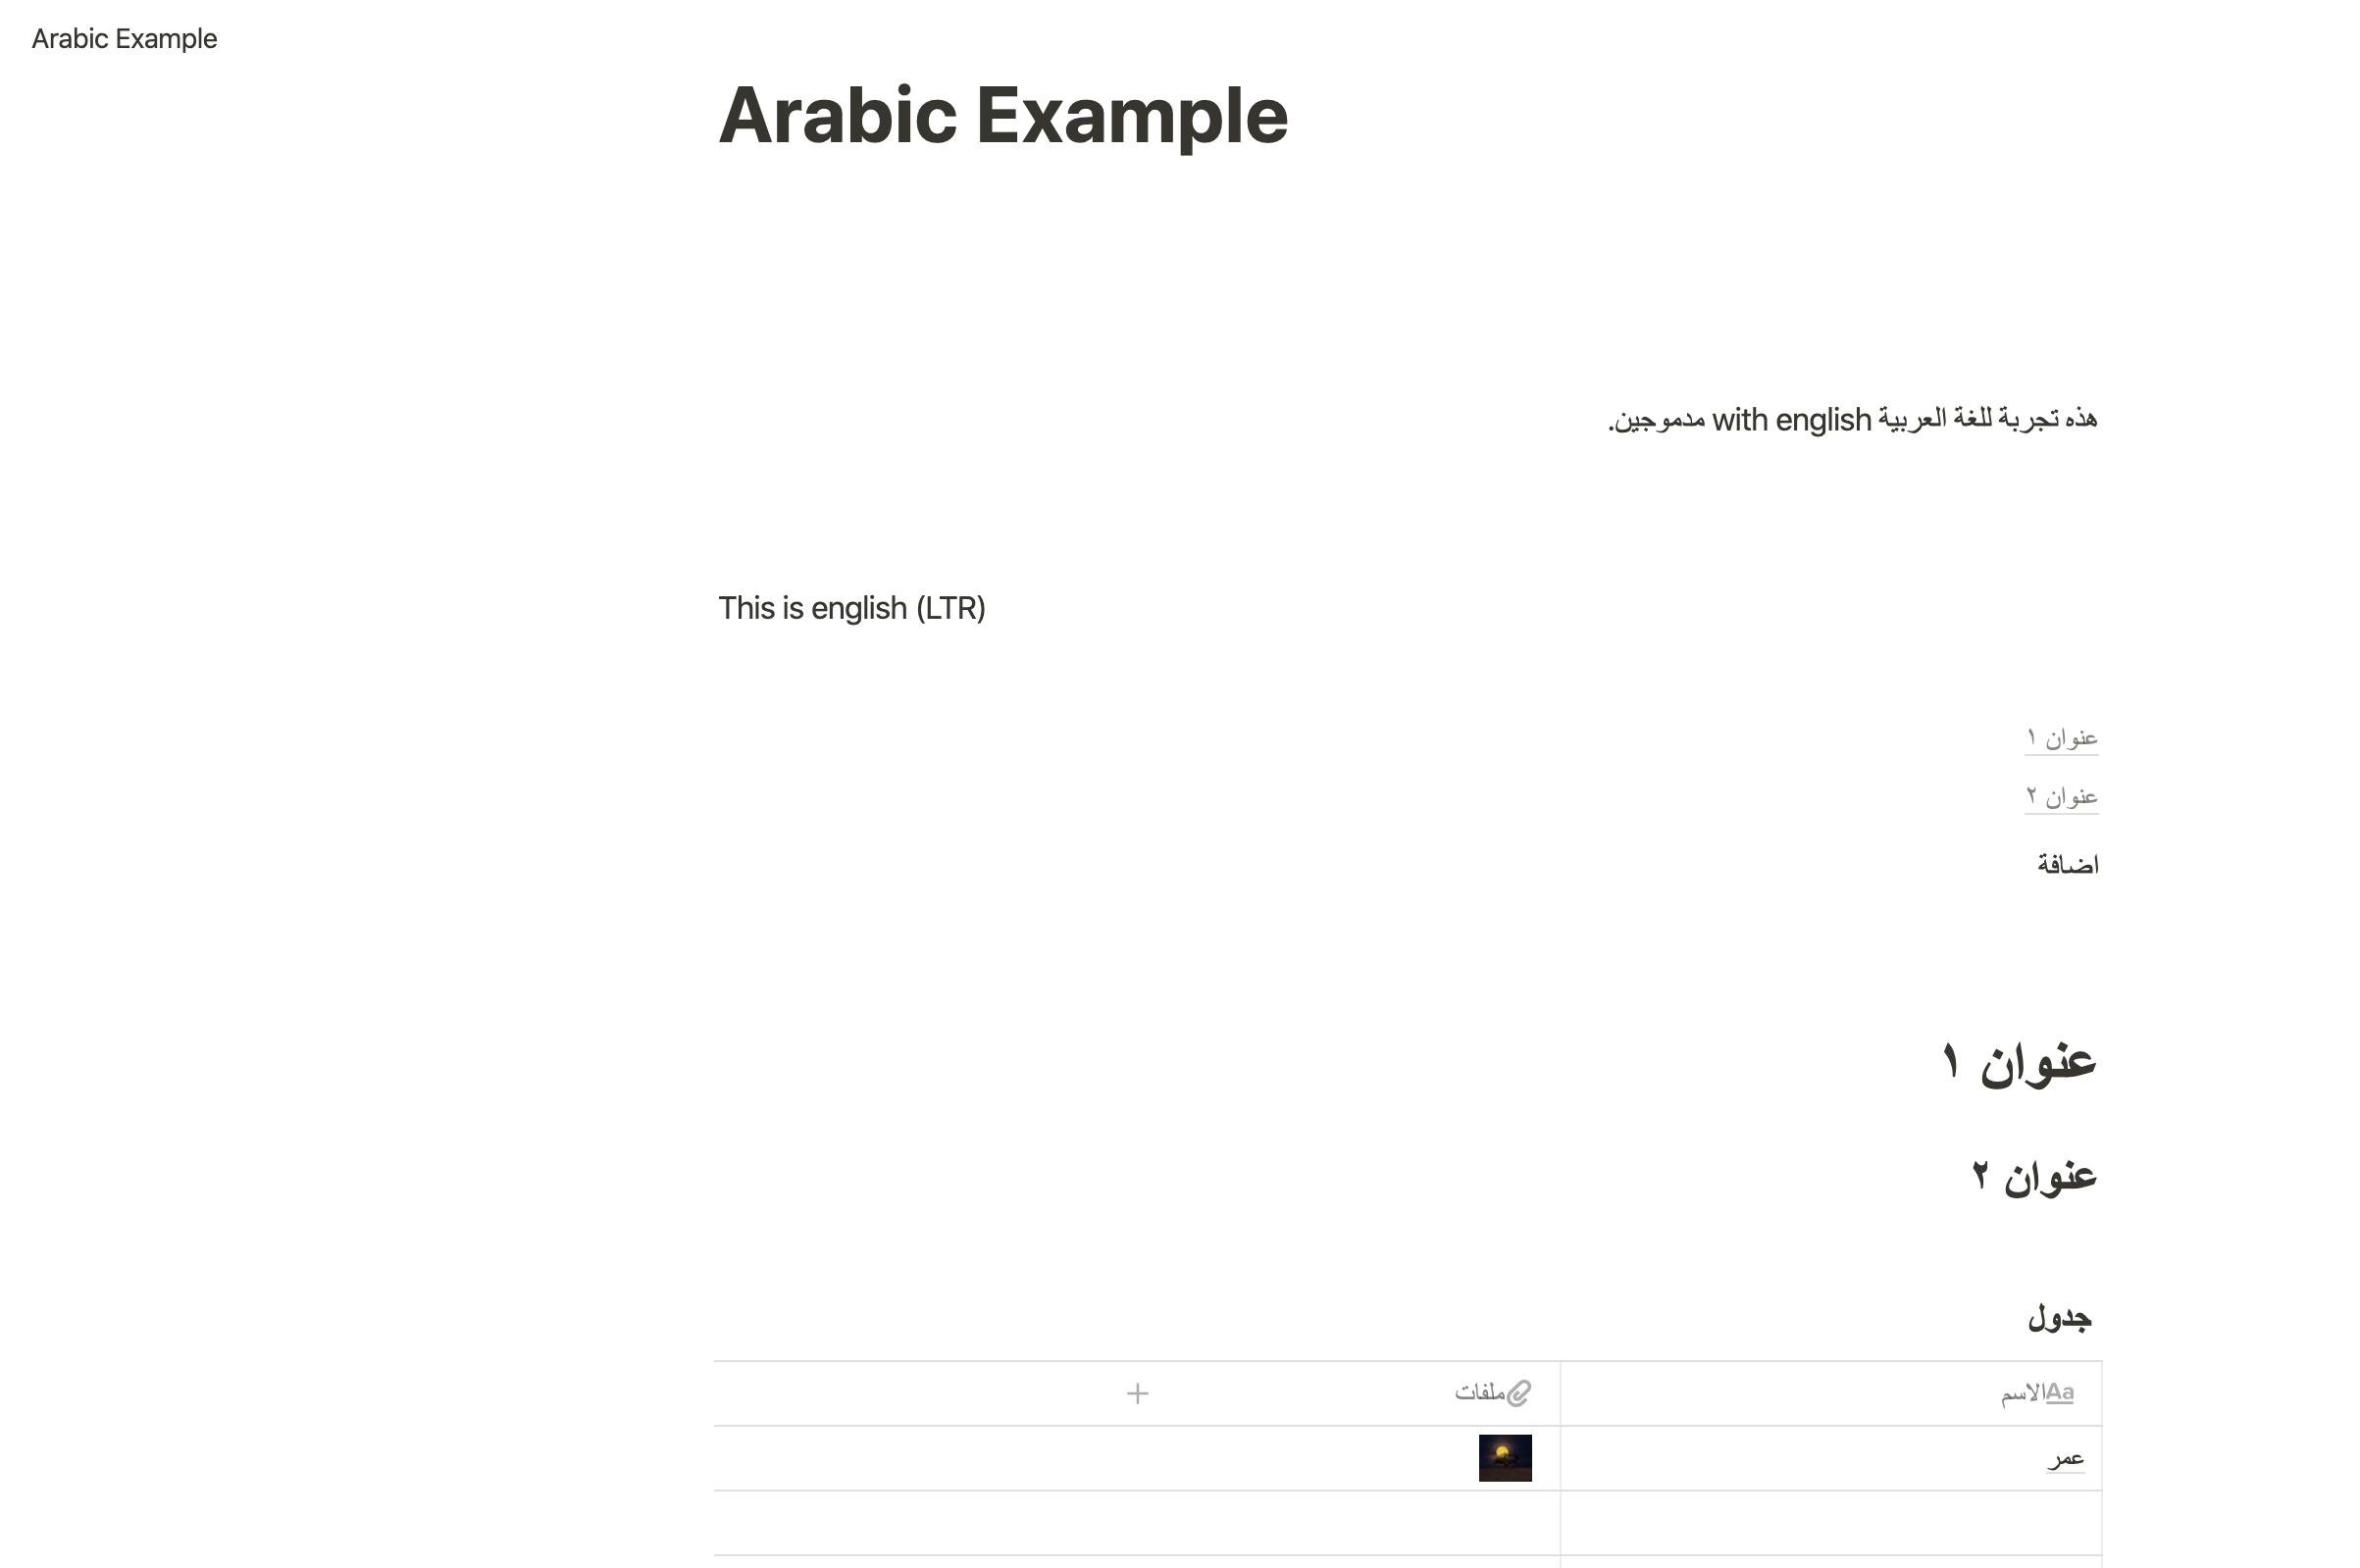 Arabic Example
Arabic Example
هذه تجربة للغة العربية with english مدموجين.
This is english (LTR)
عنوان ١
عنوان ٢
اضافة
عنوان ١
عنوان ٢
جدول
Aa الاسم ملفات +
عمر